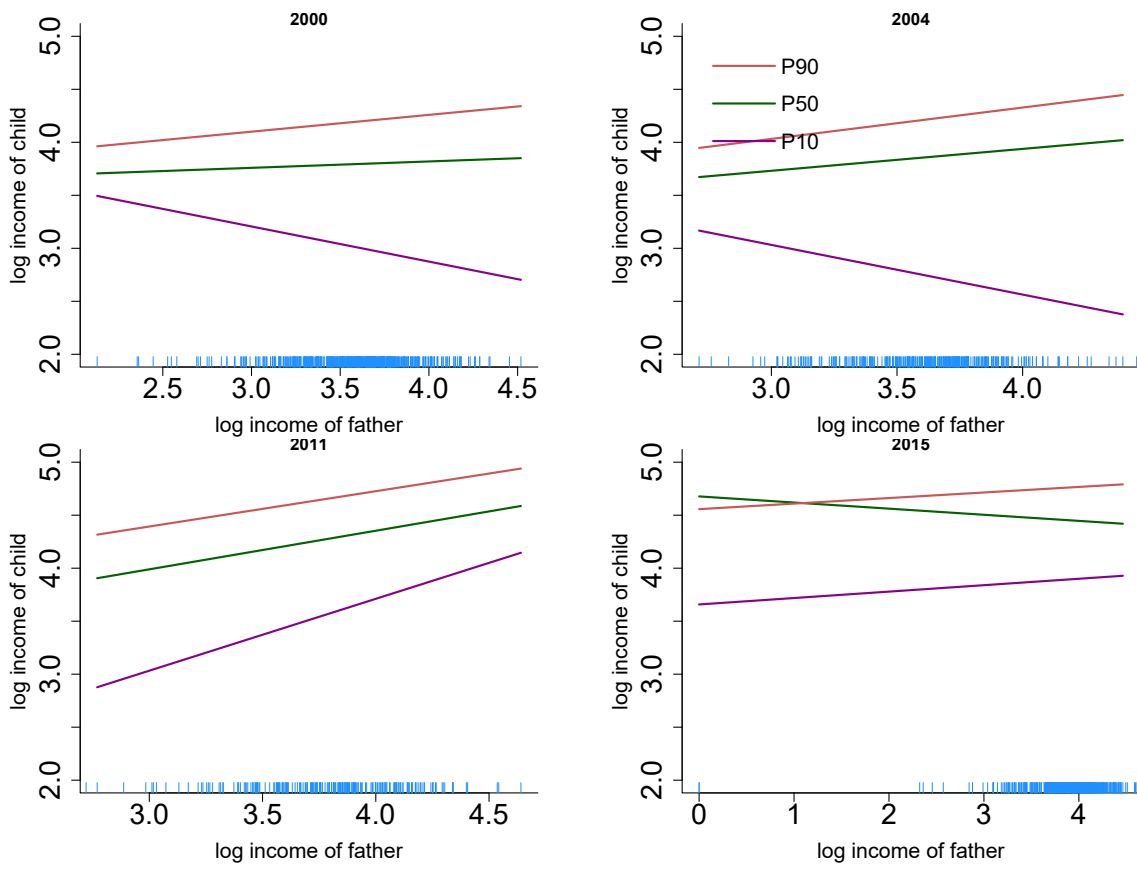 2000
5.0
4.0
3.0
2.0
log income of child
2.5 3.0 3.5 4.0 4.5
log income of father
2004
P90
P50
P10
5.0
4.0
3.0
2.0
log income of child
3.0 3.5 4.0
log income of father
2011
5.0
4.0
3.0
2.0
log income of child
3.0 3.5 4.0 4.5
log income of father
2015
5.0
4.0
3.0
2.0
log income of child
0 1 2 3 4
log income of father